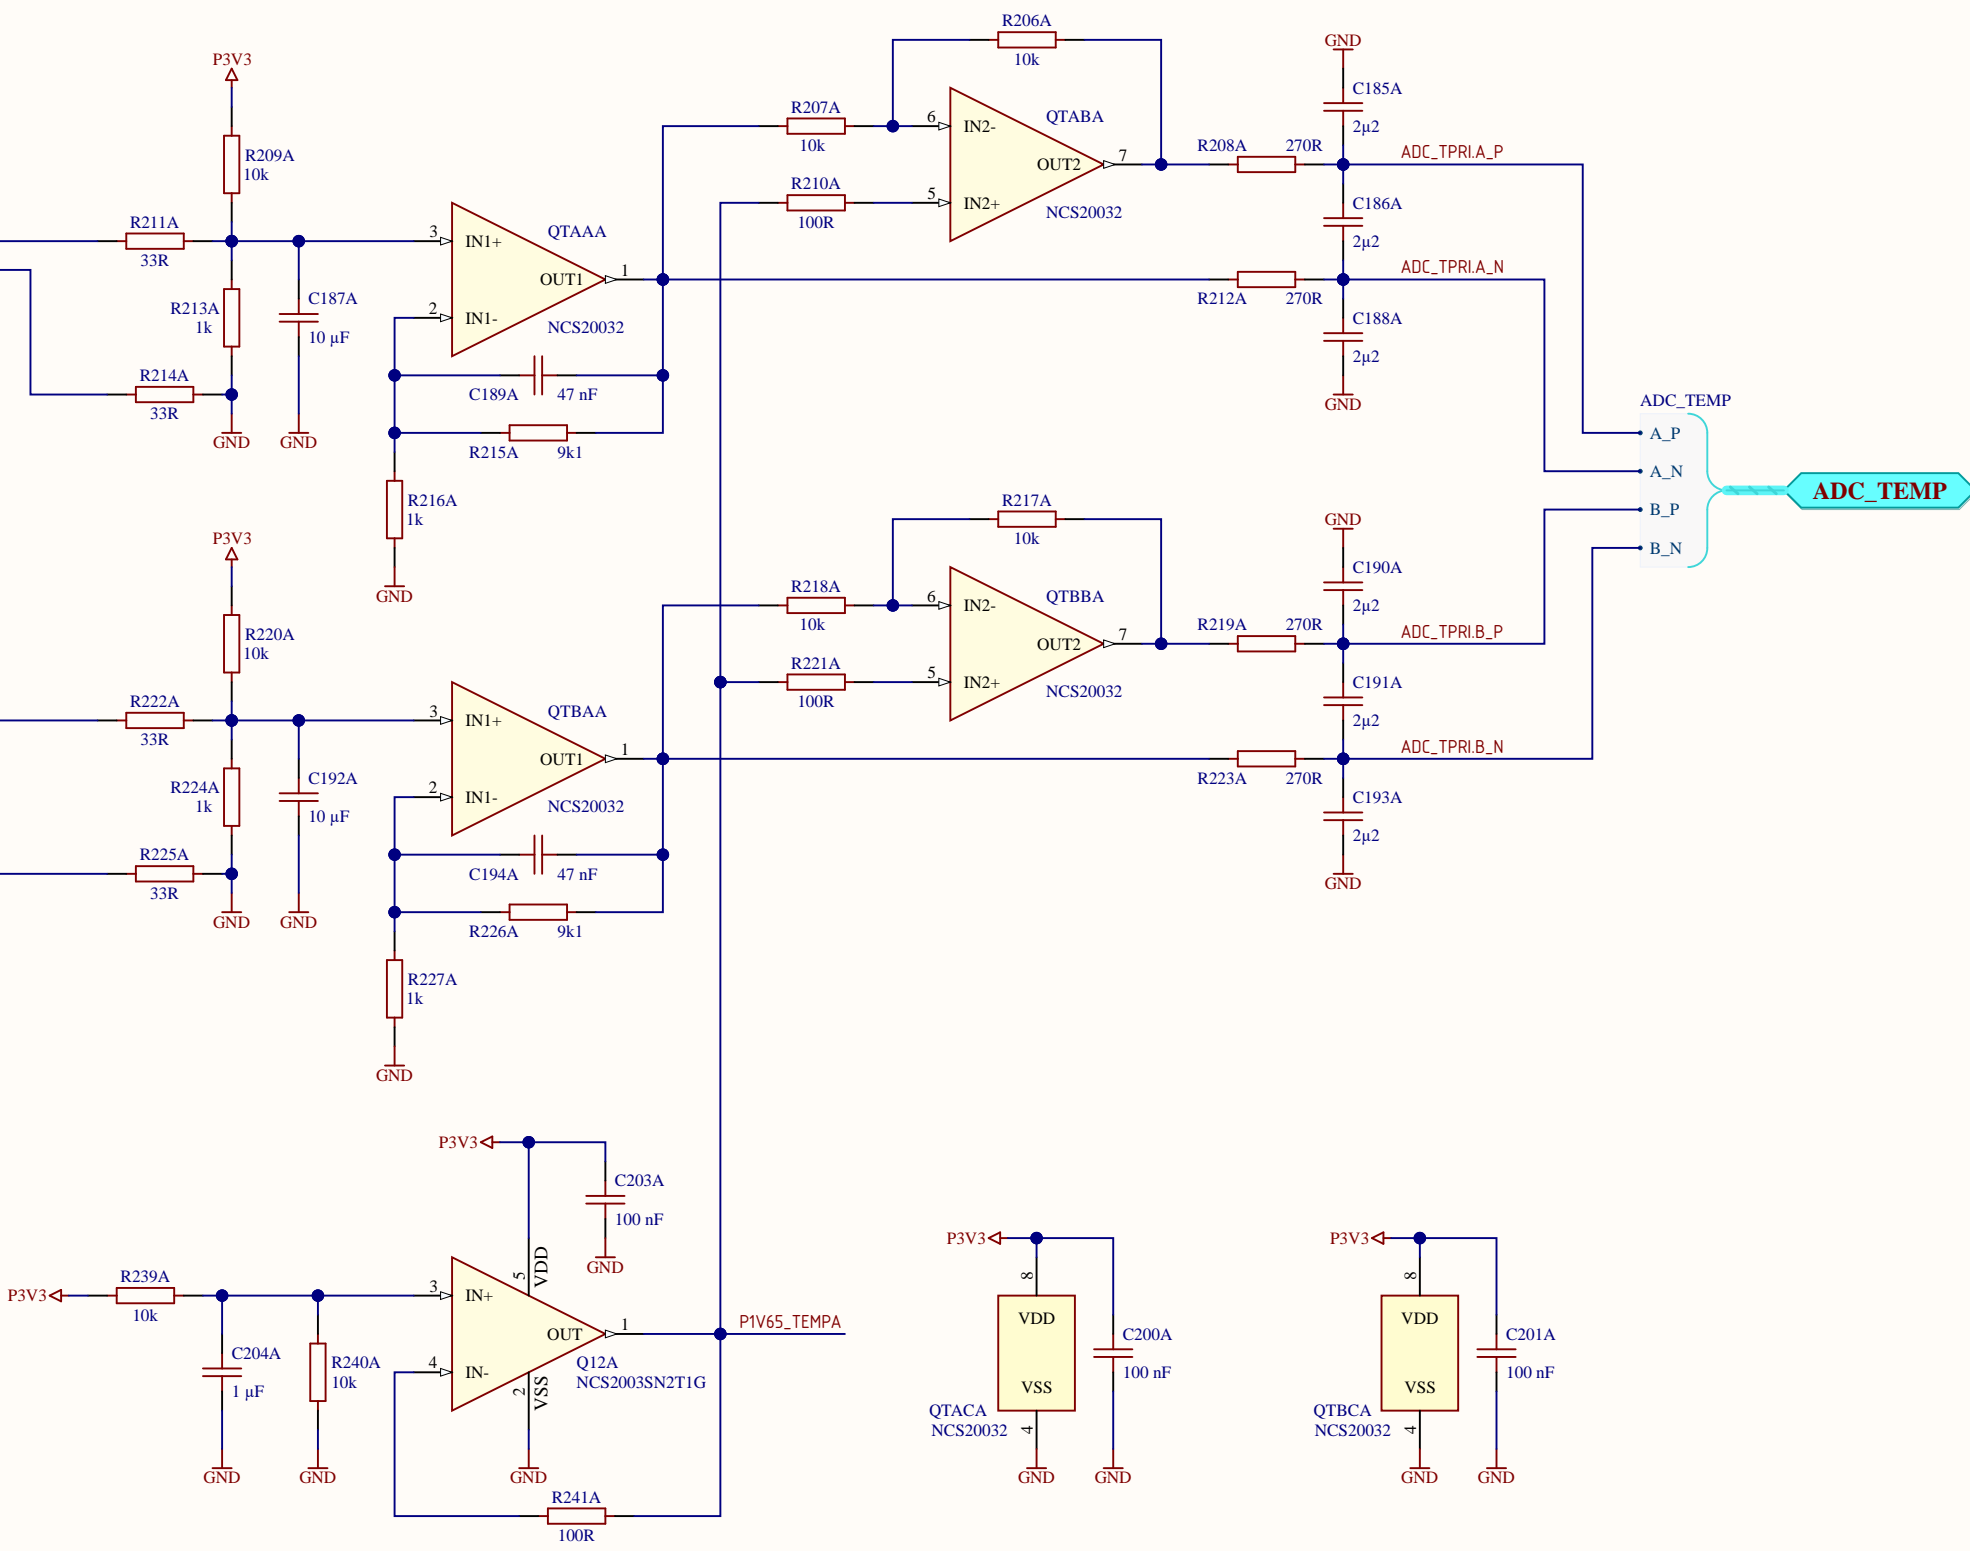 R206A
10k
GND
P3V3
C185A
2µ2
R207A
10k
6
IN2-
QTABA
R209A
10k
OUT2
7
R208A
270R
ADC_TPRI.A_P
R210A
100R
5
IN2+
NCS20032
C186A
2µ2
R211A
33R
3
IN1+
QTAAA
OUT1
1
ADC_TPRI.A_N
R212A
270R
R213A
1k
C187A
10 µF
2
IN1-
NCS20032
C188A
2µ2
GND
R214A
33R
C189A
47 nF
GND
GND
R215A
9k1
ADC_TEMP
A_P
A_N
B_P
B_N
ADC_TEMP
R216A
1k
GND
R217A
10k
GND
P3V3
C190A
2µ2
R218A
10k
6
IN2-
QTBBA
R220A
10k
OUT2
7
R219A
270R
ADC_TPRI.B_P
R221A
100R
5
IN2+
NCS20032
C191A
2µ2
R222A
33R
3
IN1+
QTBAA
OUT1
1
ADC_TPRI.B_N
R223A
270R
R224A
1k
C192A
10 µF
2
IN1-
NCS20032
C193A
2µ2
GND
R225A
33R
C194A
47 nF
GND
GND
R226A
9k1
R227A
1k
GND
P3V3
C203A
100 nF
GND
P3V3
R239A
10k
3
IN+
5
VDD
OUT
1
P1V65_TEMPA
4
IN-
2
VSS
Q12A
NCS2003SN2T1G
C204A
1 µF
R240A
10k
GND
GND
GND
R241A
100R
P3V3
8
VDD
VSS
4
QTACA
NCS20032
C200A
100 nF
GND
GND
P3V3
8
VDD
VSS
4
QTBCA
NCS20032
C201A
100 nF
GND
GND